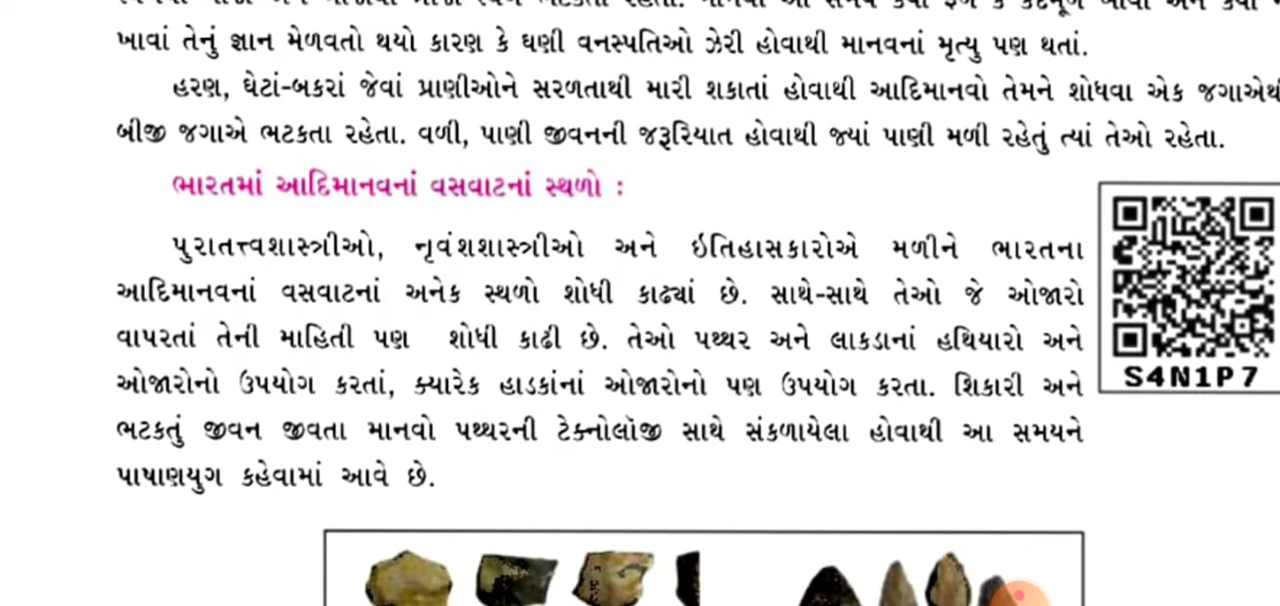 ખાવાં તેનું જ્ઞાન મેળવતો થયો કારણ કે ઘણી વનસ્પતિઓ ઝેરી હોવાથી માનવનાં મૃત્યુ પણ થતાં.
હરણ, ઘેટાં-બકરાં જેવાં પ્રાણીઓને સરળતાથી મારી શકાતાં હોવાથી આદિમાનવો તેમને શોધવા એક જગાએથી
બીજી જગાએ ભટકતા રહેતા. વળી, પાણી જીવનની જરૂરિયાત હોવાથી જ્યાં પાણી મળી રહેતું ત્યાં તેઓ રહેતા.
ભારતમાં આદિમાનવનાં વસવાટનાં સ્થળો :
પુરાતત્ત્વશાસ્ત્રીઓ, નૃવંશશાસ્ત્રીઓ અને ઇતિહાસકારોએ મળીને ભારતના
આદિમાનવનાં વસવાટનાં અનેક સ્થળો શોધી કાઢ્યાં છે. સાથે-સાથે તેઓ જે ઓજારો
વાપરતાં તેની માહિતી પણ શોધી કાઢી છે. તેઓ પથ્થર અને લાકડાનાં હથિયારો અને
ઓજારોનો ઉપયોગ કરતાં, ક્યારેક હાડકાંનાં ઓજારોનો પણ ઉપયોગ કરતા. શિકારી અને
ભટકતું જીવન જીવતા માનવો પથ્થરની ટેક્નોલૉજી સાથે સંકળાયેલા હોવાથી આ સમયને
પાષાણયુગ કહેવામાં આવે છે.
S4N1P7